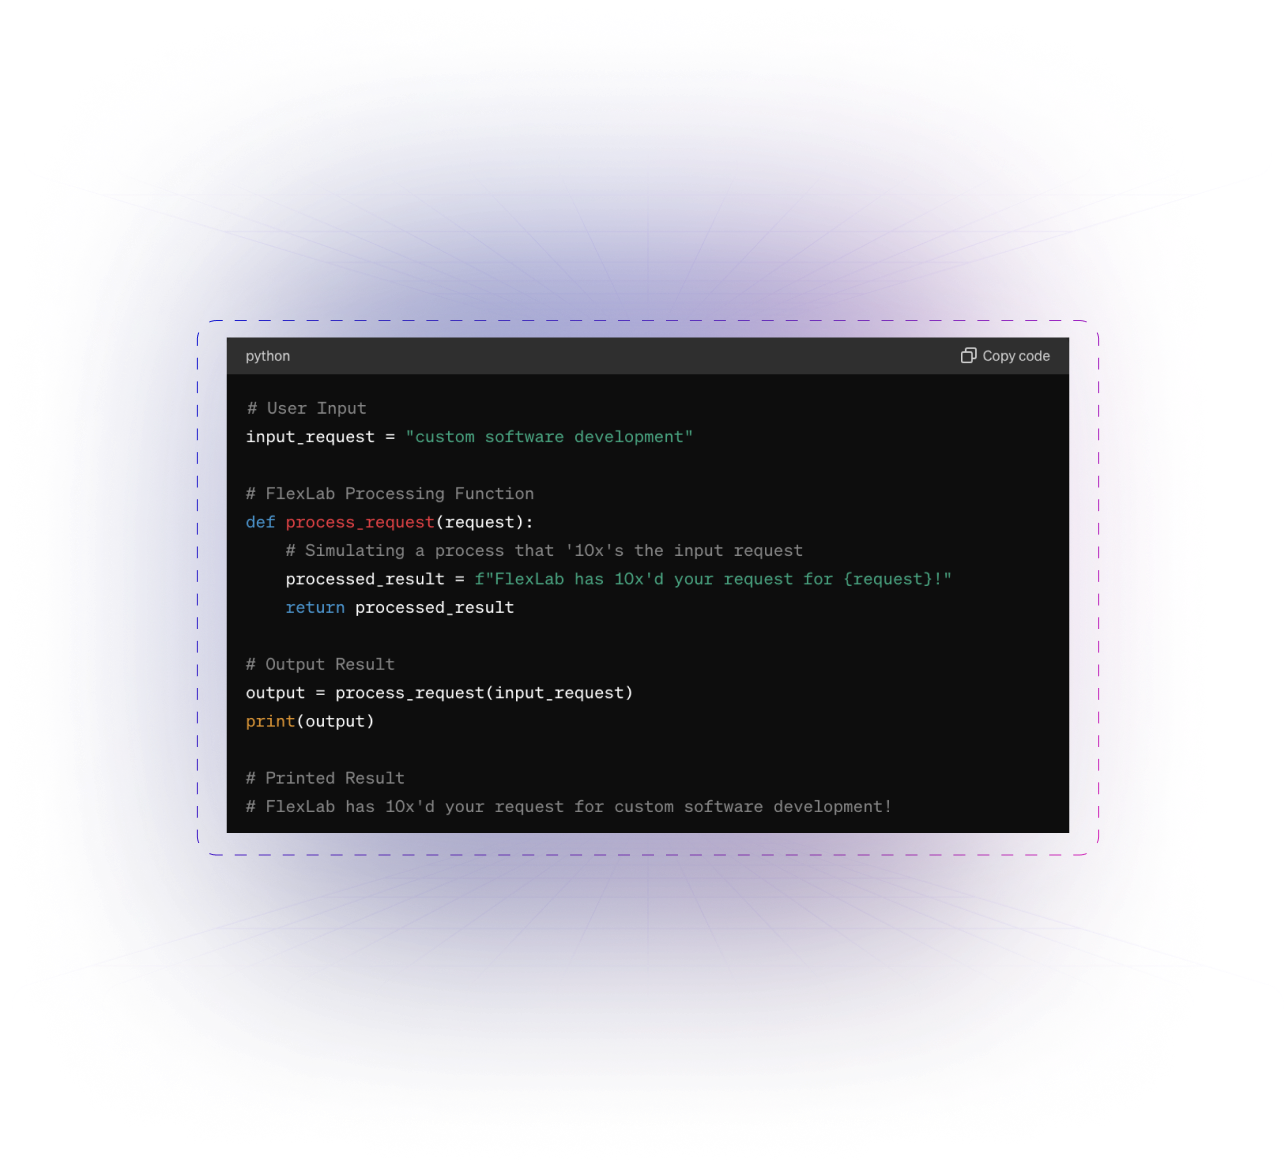 python
Copy code
# User Input
input_request = "custom software development"
# FlexLab Processing Function
def process_request(request):
    # Simulating a process that '10x's the input request
    processed_result = f"FlexLab has 10x'd your request for {request}!"
    return processed_result
# Output Result
output = process_request(input_request)
print(output)
# Printed Result
# FlexLab has 10x'd your request for custom software development!